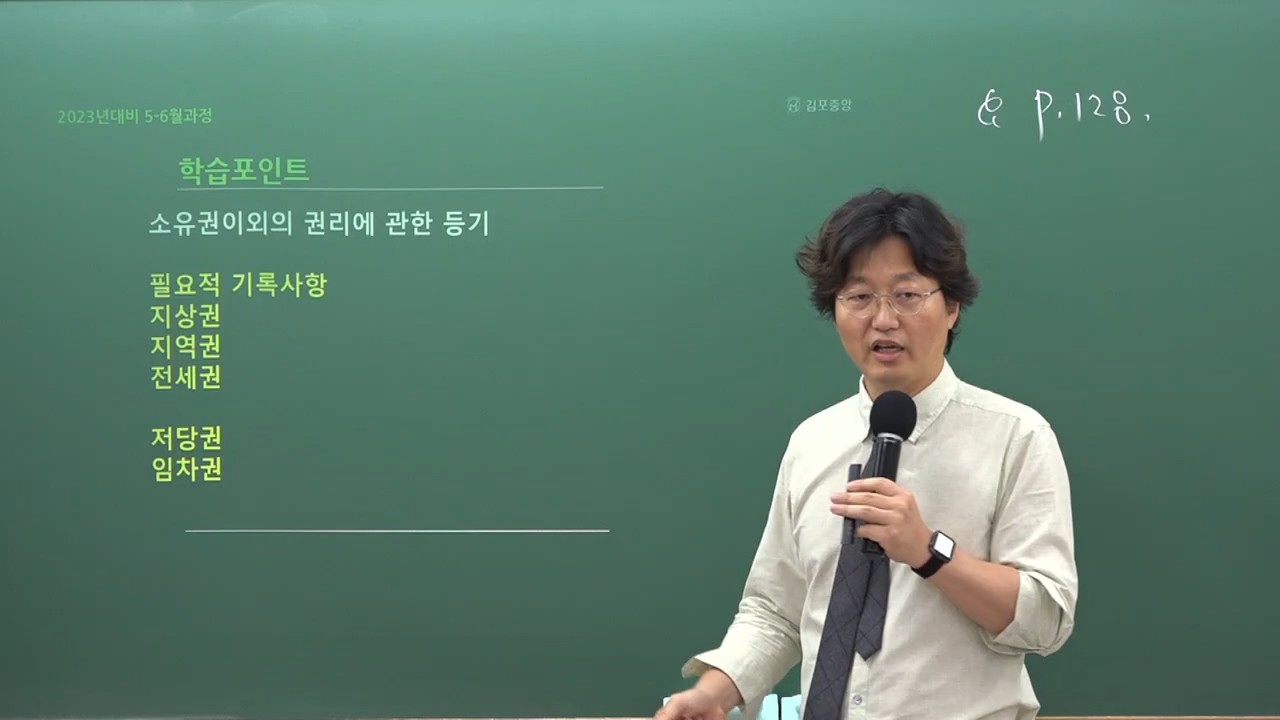 2023년대비 5-6월과정
김포중앙
p.128.
학습포인트
소유권이외의 권리에 관한 등기
필요적 기록사항
지상권
지역권
전세권
저당권
임차권